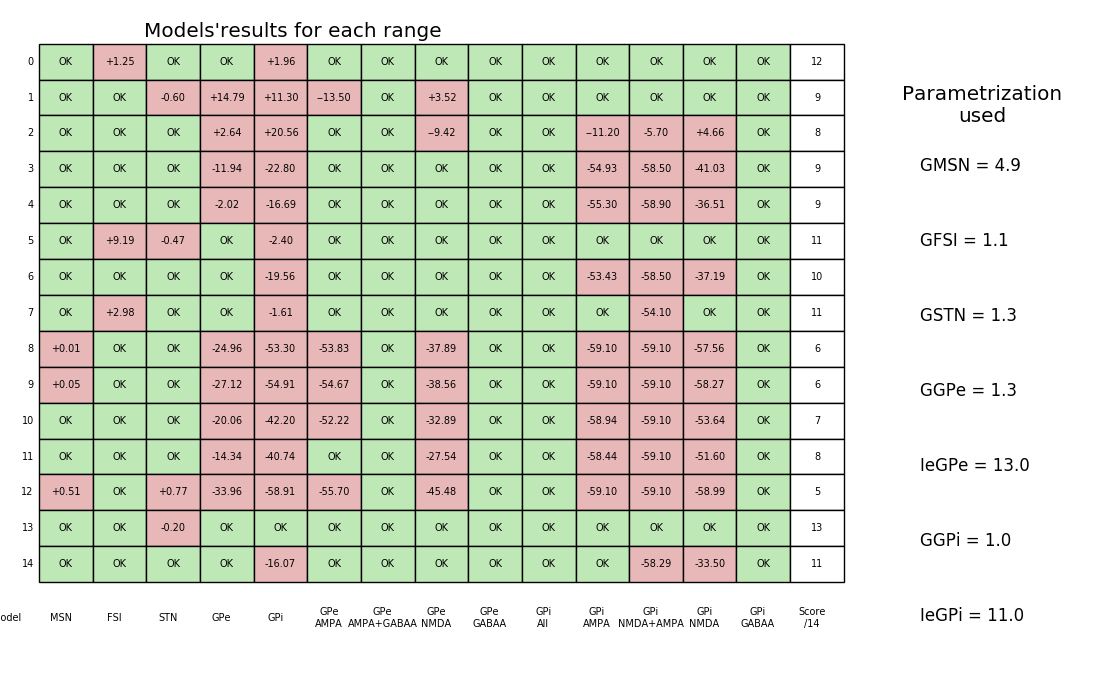 Models'results for each range
0 OK +1.25 OK OK +1.96 OK OK OK OK OK OK OK OK OK 12
1 OK OK -0.60 +14.79 +11.30 --13.50 OK +3.52 OK OK OK OK OK OK 9
2 OK OK OK +2.64 +20.56 OK OK --9.42 OK OK --11.20 -5.70 +4.66 OK 8
3 OK OK OK -11.94 -22.80 OK OK OK OK OK -54.93 -58.50 -41.03 OK 9
4 OK OK OK -2.02 -16.69 OK OK OK OK OK -55.30 -58.90 -36.51 OK 9
5 OK +9.19 -0.47 OK -2.40 OK OK OK OK OK OK OK OK OK 11
6 OK OK OK OK -19.56 OK OK OK OK OK -53.43 -58.50 -37.19 OK 10
7 OK +2.98 OK OK -1.61 OK OK OK OK OK OK -54.10 OK OK 11
8 +0.01 OK OK -24.96 -53.30 -53.83 OK -37.89 OK OK -59.10 -59.10 -57.56 OK 6
9 +0.05 OK OK -27.12 -54.91 -54.67 OK -38.56 OK OK -59.10 -59.10 -58.27 OK 6
10 OK OK OK -20.06 -42.20 -52.22 OK -32.89 OK OK -58.94 -59.10 -53.64 OK 7
11 OK OK OK -14.34 -40.74 OK OK -27.54 OK OK -58.44 -59.10 -51.60 OK 8
12 +0.51 OK +0.77 -33.96 -58.91 -55.70 OK -45.48 OK OK -59.10 -59.10 -58.99 OK 5
13 OK OK -0.20 OK OK OK OK OK OK OK OK OK OK OK 13
14 OK OK OK OK -16.07 OK OK OK OK OK OK -58.29 -33.50 OK 11
GPe GPe GPe GPe GPi GPi GPi GPi GPi Score
odel MSN FSI STN GPe GPi
AMPA AMPA+GABAA NMDA GABAA All AMPA NMDA+AMPA NMDA GABAA /14
Parametrization
used
GMSN = 4.9
GFSI = 1.1
GSTN = 1.3
GGPe = 1.3
IeGPe = 13.0
GGPi = 1.0
IeGPi = 11.0